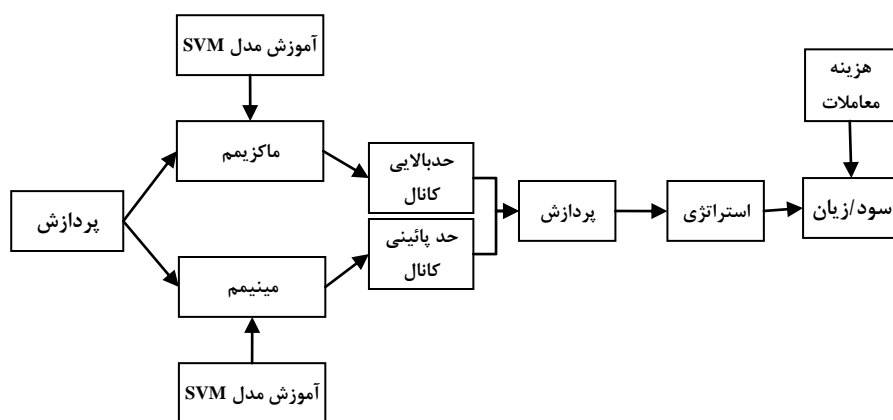 آموزش مدل SVM
هزینه
معاملات
ماکزیمم
حدبالایی
کانال
پردازش
پردازش
استراتژی
سود/زیان
حد پائینی
کانال
مینیمم
آموزش مدل SVM